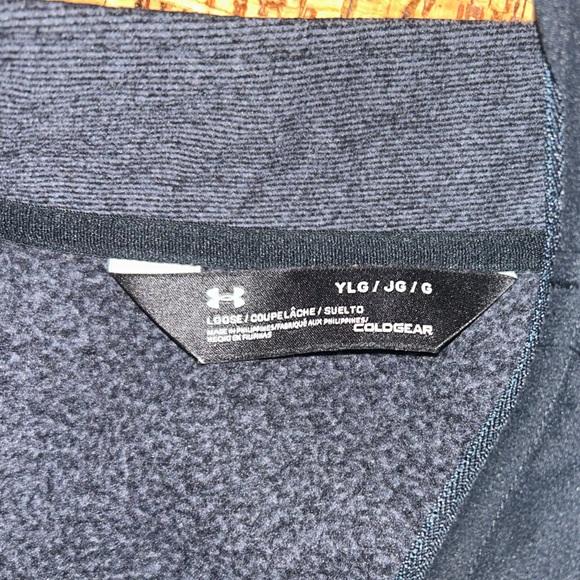 YLG / JG / G
LOOSE / COUPE LÂCHE / SUELTO
MADE IN PHILIPPINES/FABRIQUÉ AUX PHILIPPINES/
HECHO EN FILIPINAS
COLDGEAR